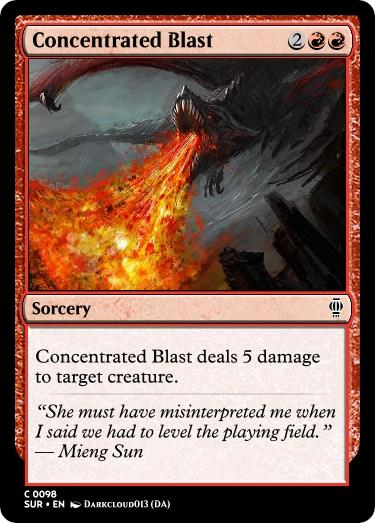 Concentrated Blast 2
Sorcery
Concentrated Blast deals 5 damage
to target creature.
“She must have misinterpreted me when
I said we had to level the playing field.”
— Mieng Sun
C 0098
SUR • EN Darkcloud013 (DA)